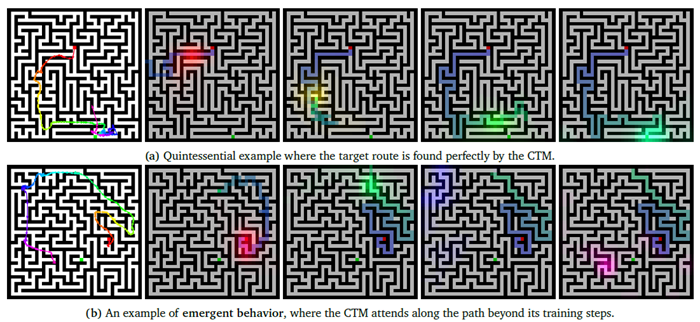 (a) Quintessential example where the target route is found perfectly by the CTM.
(b) An example of emergent behavior, where the CTM attends along the path beyond its training steps.